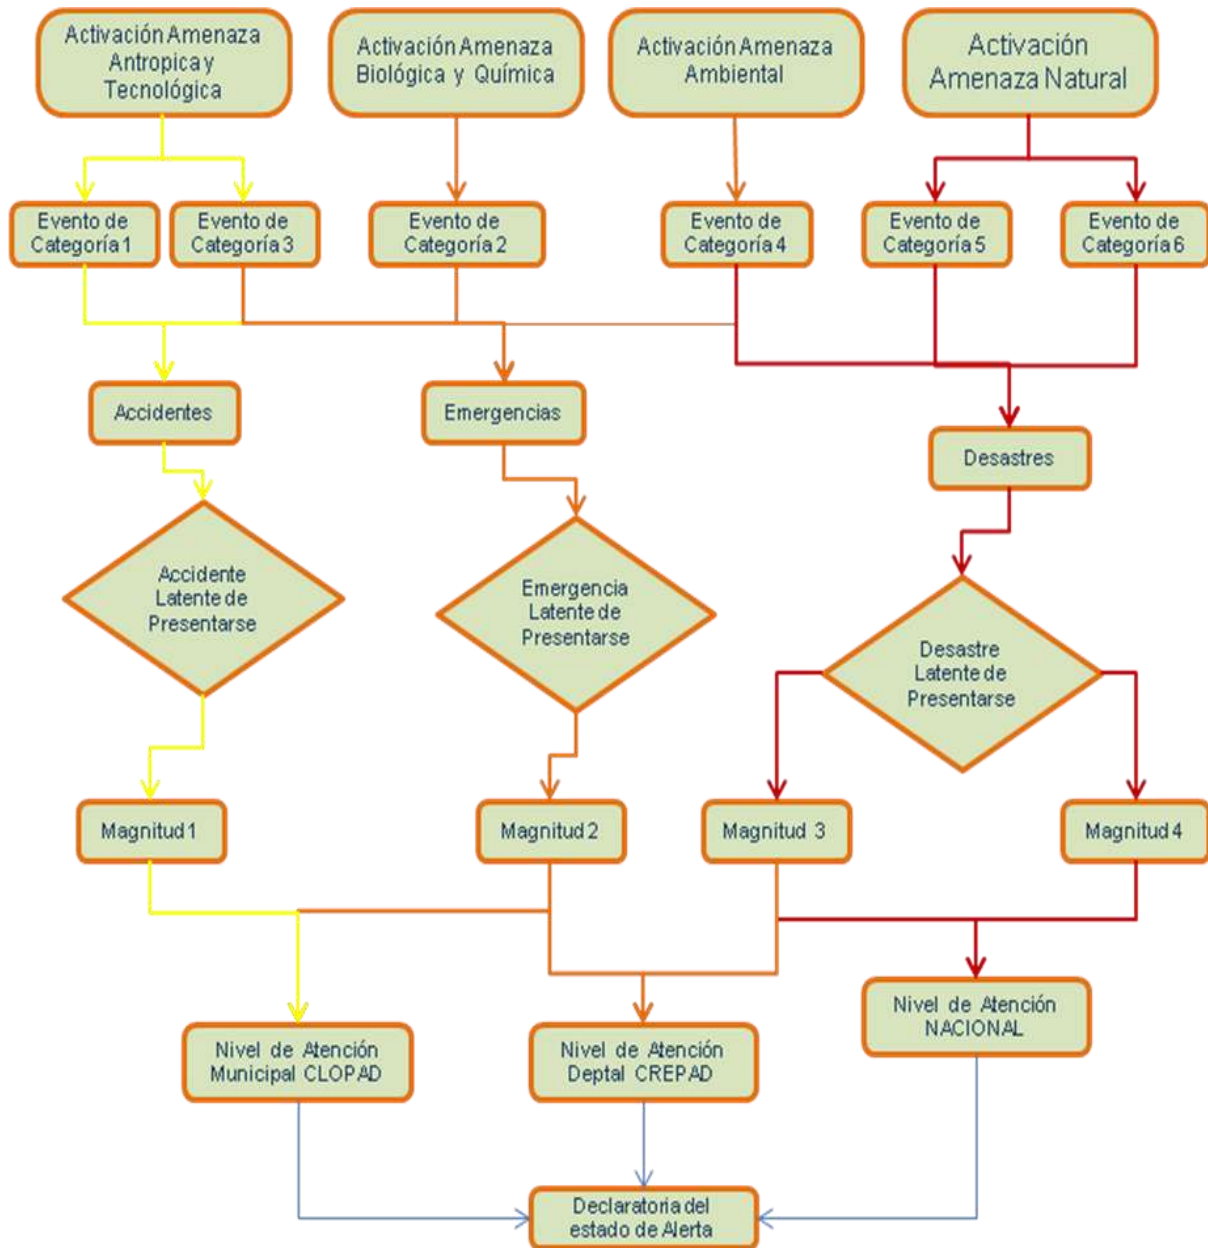 Activación Amenaza
Antropica y
Tecnológica
Activación Amenaza
Biológica y Química
Activación Amenaza
Ambiental
Activación
Amenaza Natural
Evento de
Categoría 1
Evento de
Categoría 3
Evento de
Categoría 2
Evento de
Categoría 4
Evento de
Categoría 5
Evento de
Categoría 6
Accidentes
Emergencias
Desastres
Accidente
Latente de
Presentarse
Emergencia
Latente de
Presentarse
Desastre
Latente de
Presentarse
Magnitud 1
Magnitud 2
Magnitud 3
Magnitud 4
Nivel de Atención
Municipal CLOPAD
Nivel de Atención
Deptal CREPAD
Nivel de Atención
NACIONAL
Declaratoria del
estado de Alerta